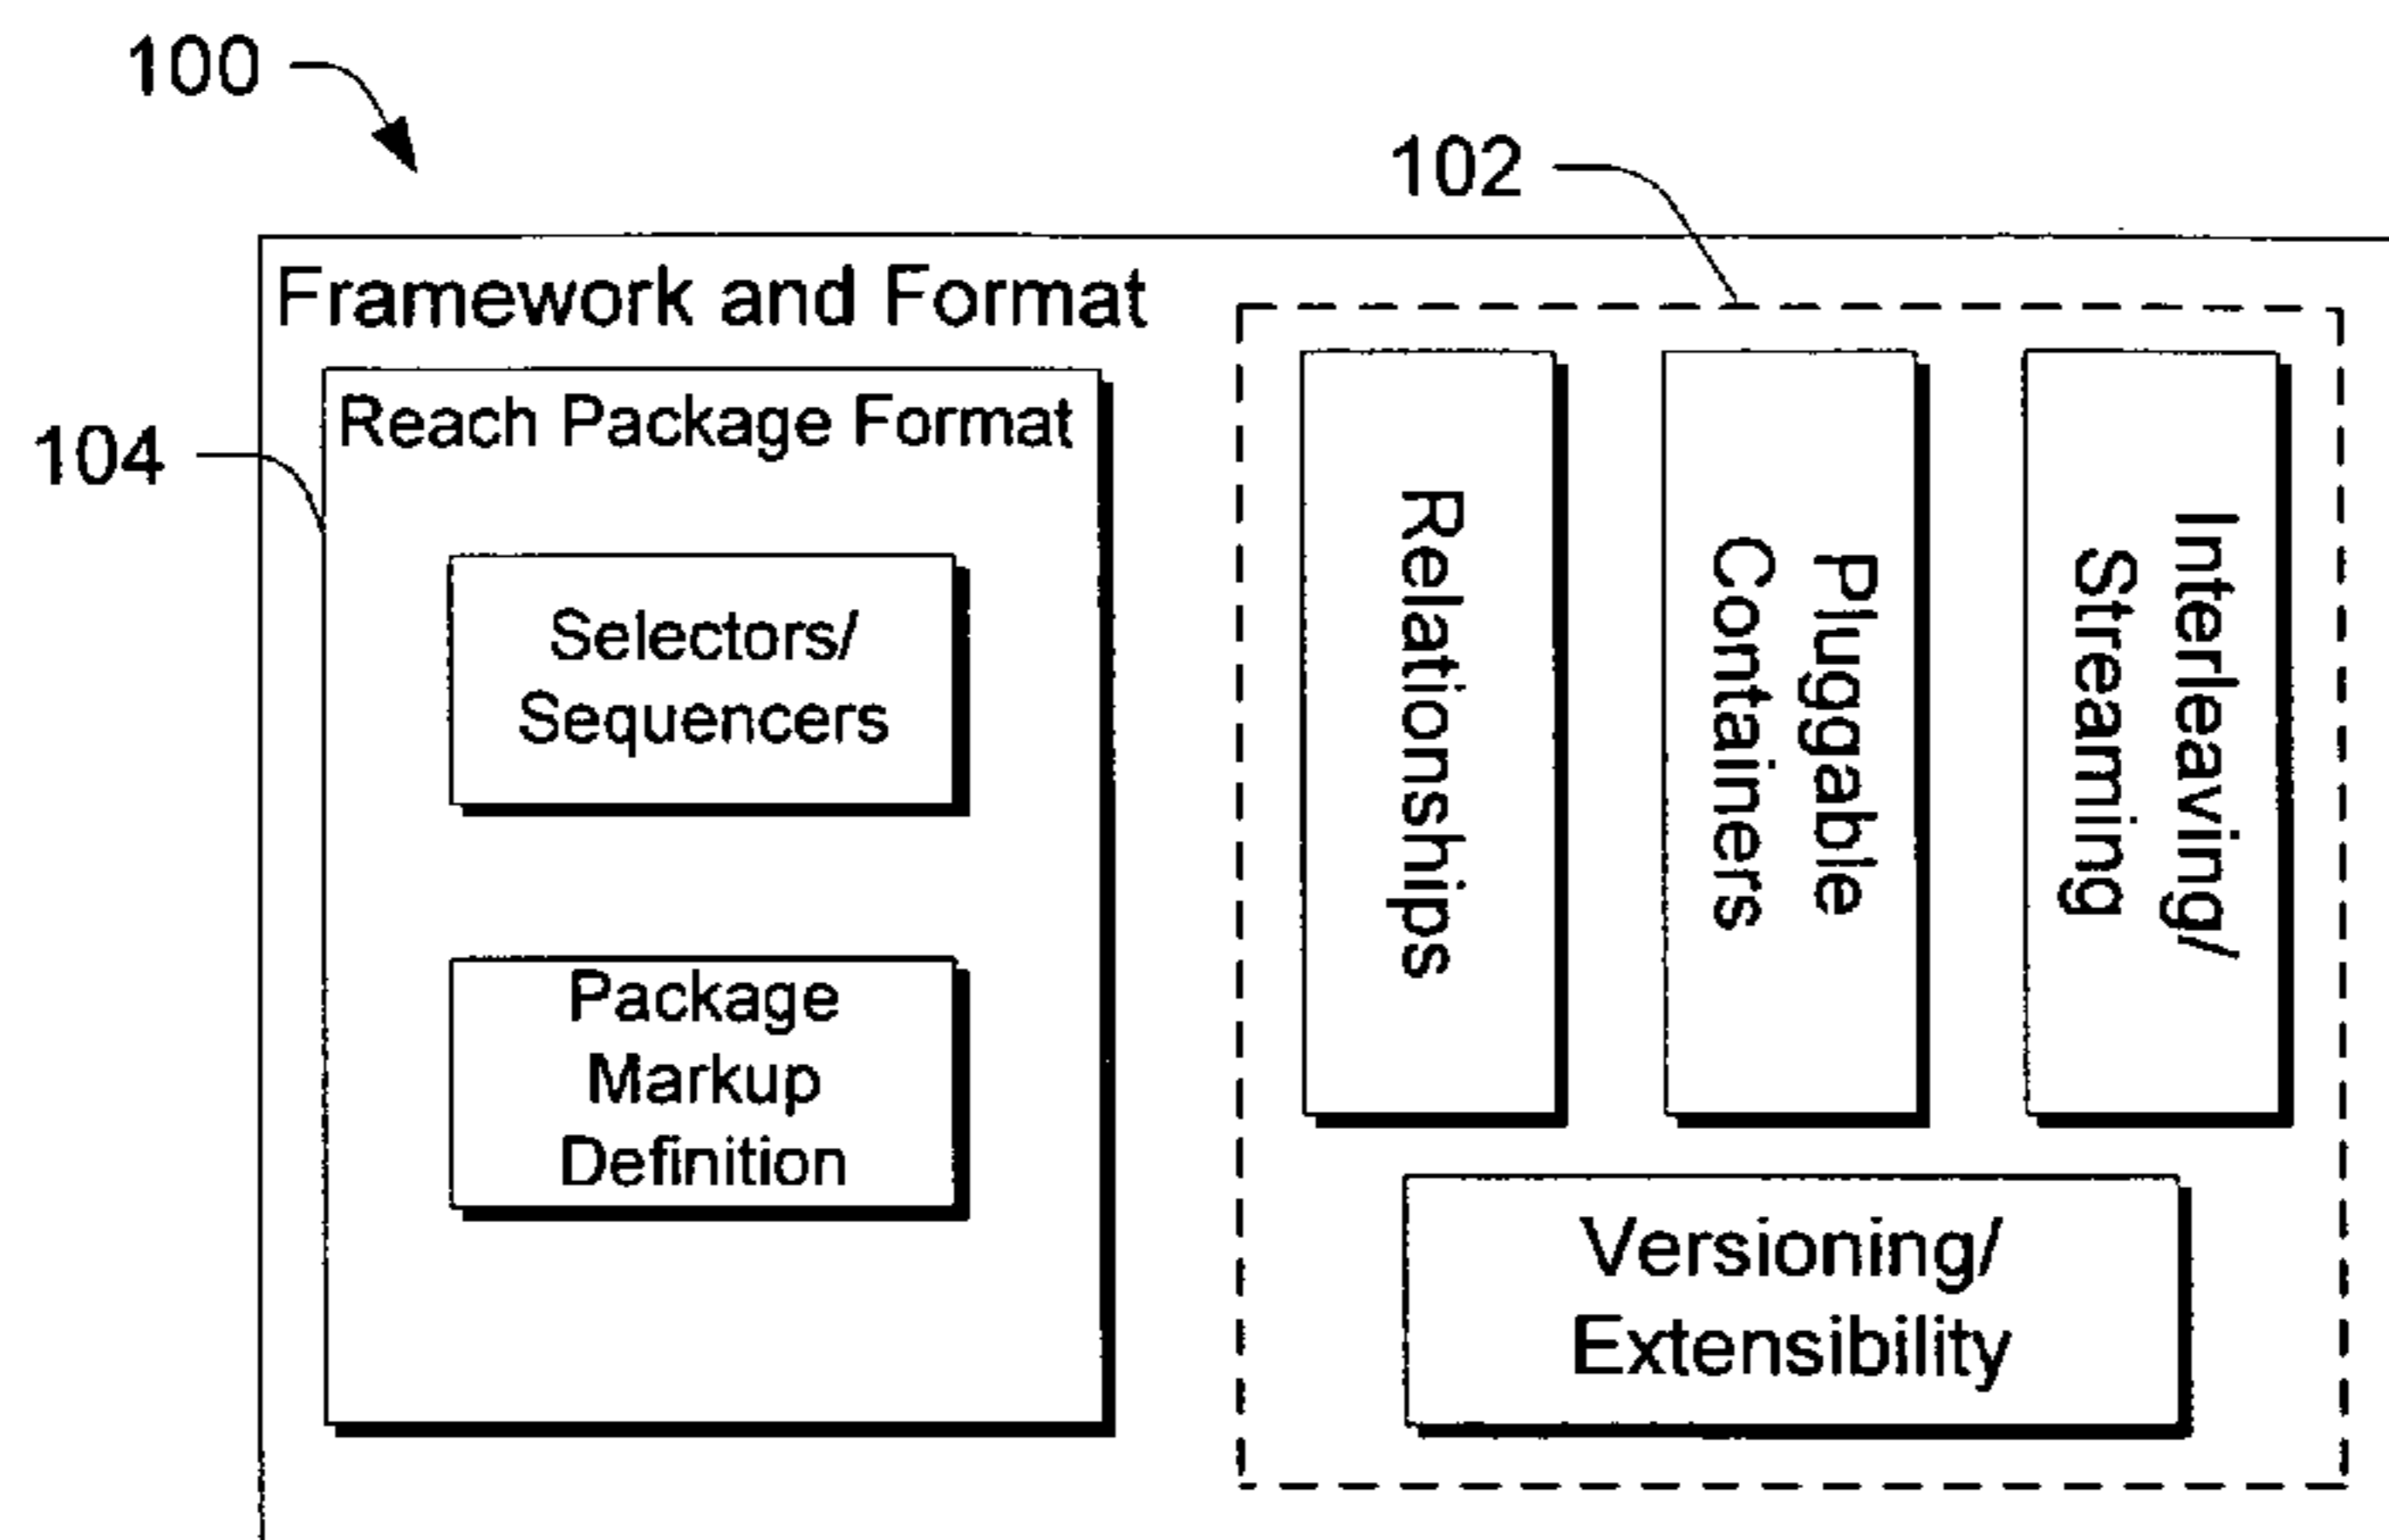 100
102
Framework and Format
104
Reach Package Format
Selectors/
Sequencers
Package
Markup
Definition
Relationships
Pluggable
Containers
Interleaving/
Streaming
Versioning/
Extensibility